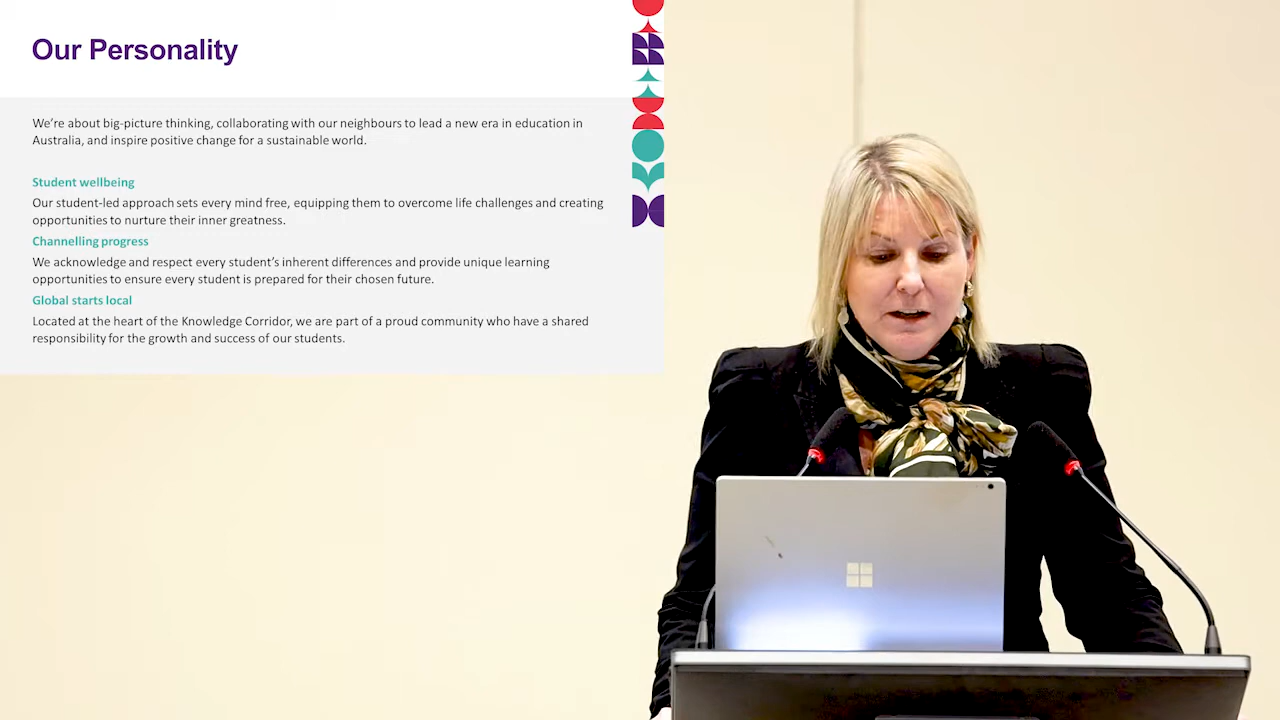 Our Personality
We’re about big-picture thinking, collaborating with our neighbours to lead a new era in education in
Australia, and inspire positive change for a sustainable world.
Student wellbeing
Our student-led approach sets every mind free, equipping them to overcome life challenges and creating
opportunities to nurture their inner greatness.
Channelling progress
We acknowledge and respect every student’s inherent differences and provide unique learning
opportunities to ensure every student is prepared for their chosen future.
Global starts local
Located at the heart of the Knowledge Corridor, we are part of a proud community who have a shared
responsibility for the growth and success of our students.